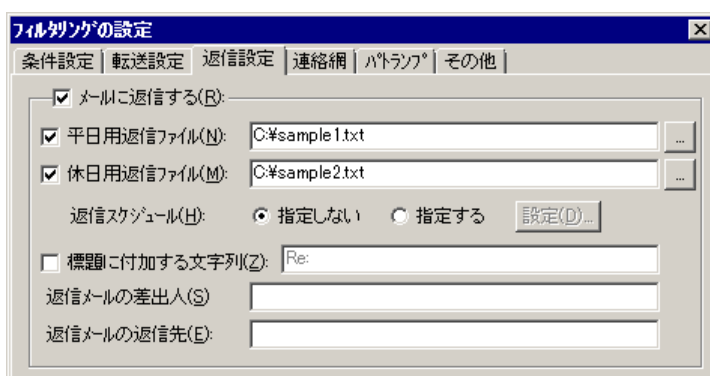 フィルタリングの設定
条件設定 転送設定 返信設定 連絡網 パトランプ その他
メールに返信する(R):
平日用返信ファイル(N): C:¥sample1.txt ...
休日用返信ファイル(M): C:¥sample2.txt ...
返信スケジュール(H): 指定しない 指定する 設定(D)...
標題に付加する文字列(Z): Re:
返信メールの差出人(S)
返信メールの返信先(E):